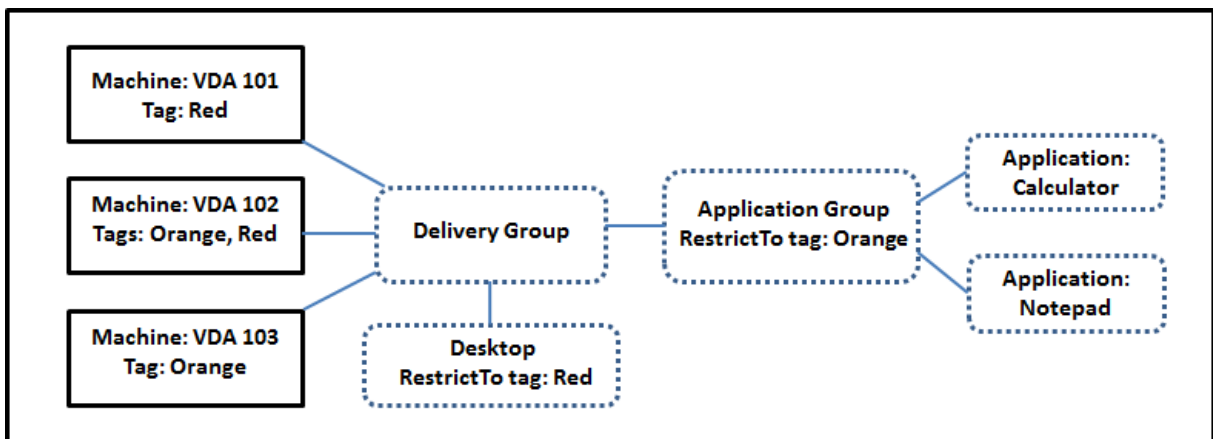 Machine: VDA 101
Tag: Red
Machine: VDA 102
Tags: Orange, Red
Machine: VDA 103
Tag: Orange
Delivery Group
Desktop
RestrictTo tag: Red
Application Group
RestrictTo tag: Orange
Application:
Calculator
Application:
Notepad